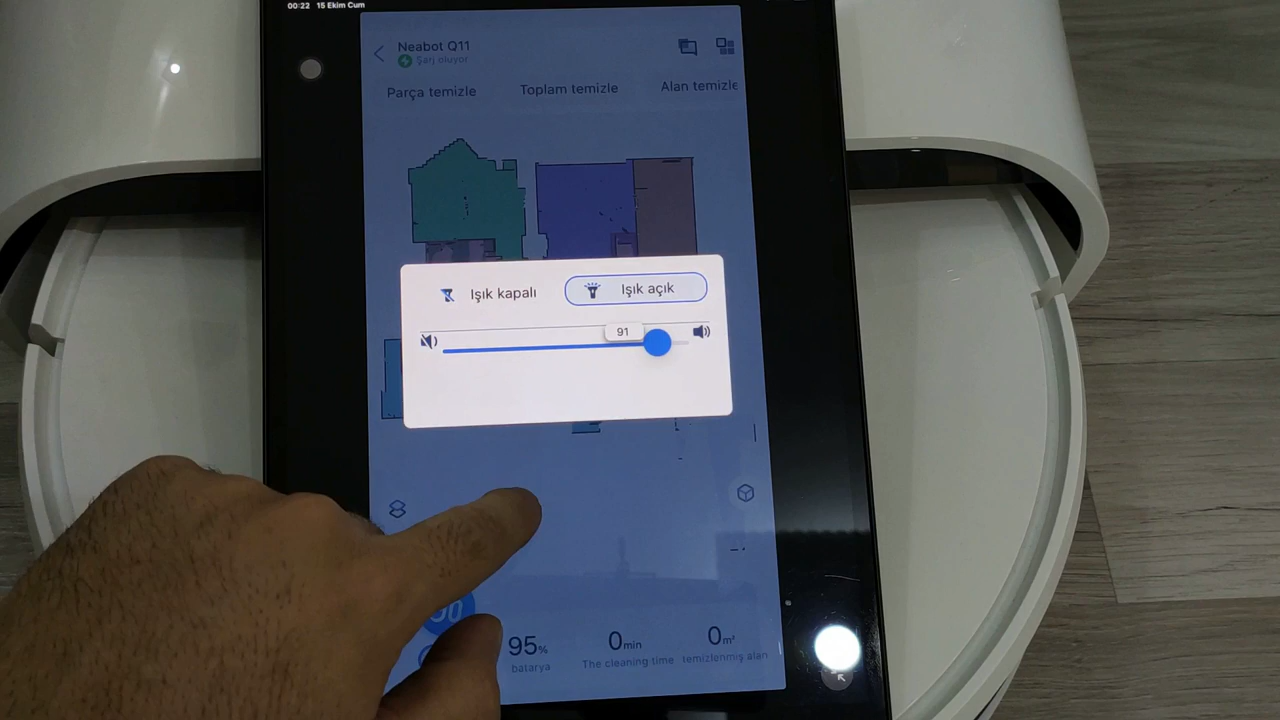 00:22 15 Ekim Cum
Neabot Q11
Şarj oluyor
Parça temizle Toplam temizle Alan temizle
Işık kapalı Işık açık
91
95% 0min 0m²
batarya The cleaning time temizlenmiş alan